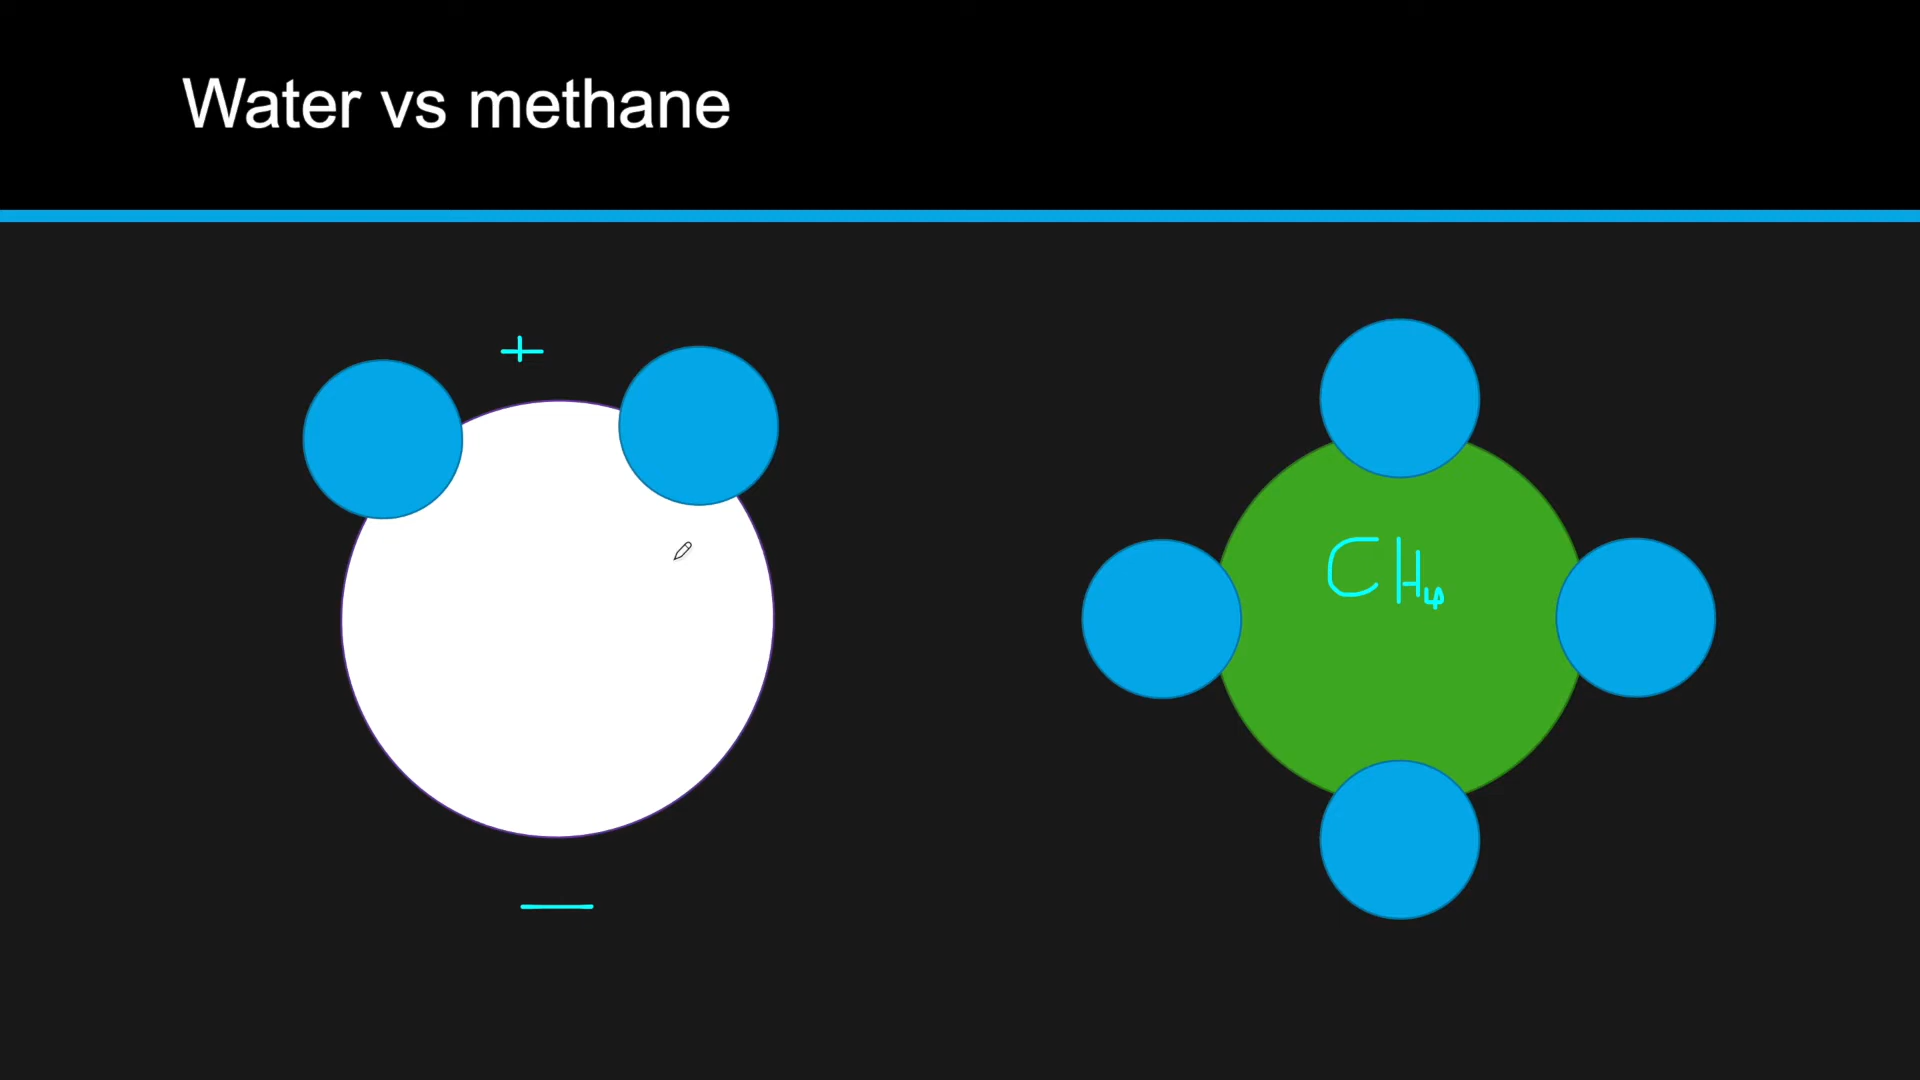 Water vs methane
+
CH₄
—